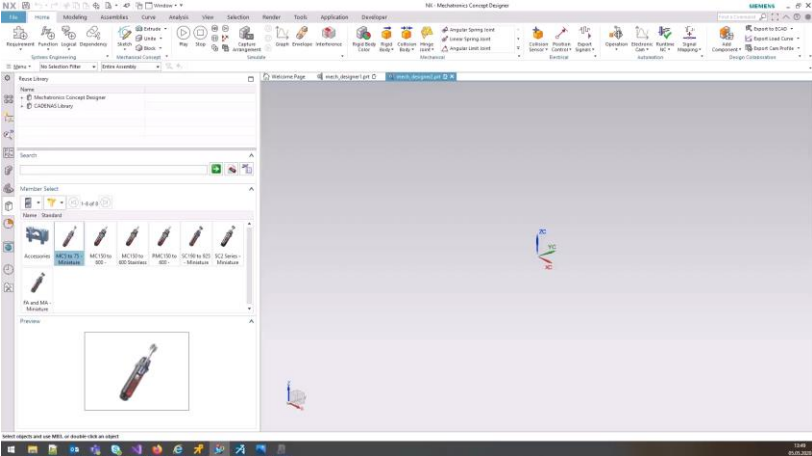 NX
Window
NX - Mechatronics Concept Designer
SIEMENS
File Home Modeling Assemblies Curve Analysis View Selection Render Tools Application Developer
Requirement Function Logical Dependency
Sketch
Extrude
Units
Block
Play Stop
Capture Arrangement
Graph Envelope Interference
Rigid Body Color
Rigid Body
Collision Body
Hinge Joint
Angular Spring Joint
Linear Spring Joint
Angular Limit Joint
Collision Sensor
Position Control
Export Signals
Operation
Electronic Cam
Runtime NC
Signal Mapping
Add Component
Export to ECAD
Export Load Curve
Export Cam Profile
Systems Engineering Mechanical Concept Simulate Mechanical Electrical Automation Design Collaboration
Menu No Selection Filter Entire Assembly
Reuse Library
Welcome Page mech_designer1.prt mech_designer2.prt
Name
Mechatronics Concept Designer
CADENAS Library
Search
Member Select
1-8 of 8
Name Standard
Accessories
MC5 to 75 - Miniature
MC150 to 600 -
MC150 to 600 Stainless
PMC150 to 600 -
SC190 to 925 - Miniature
SC2 Series - Miniature
FA and MA - Miniature
Preview
ZC
YC
XC
Select objects and use MB3, or double-click an object